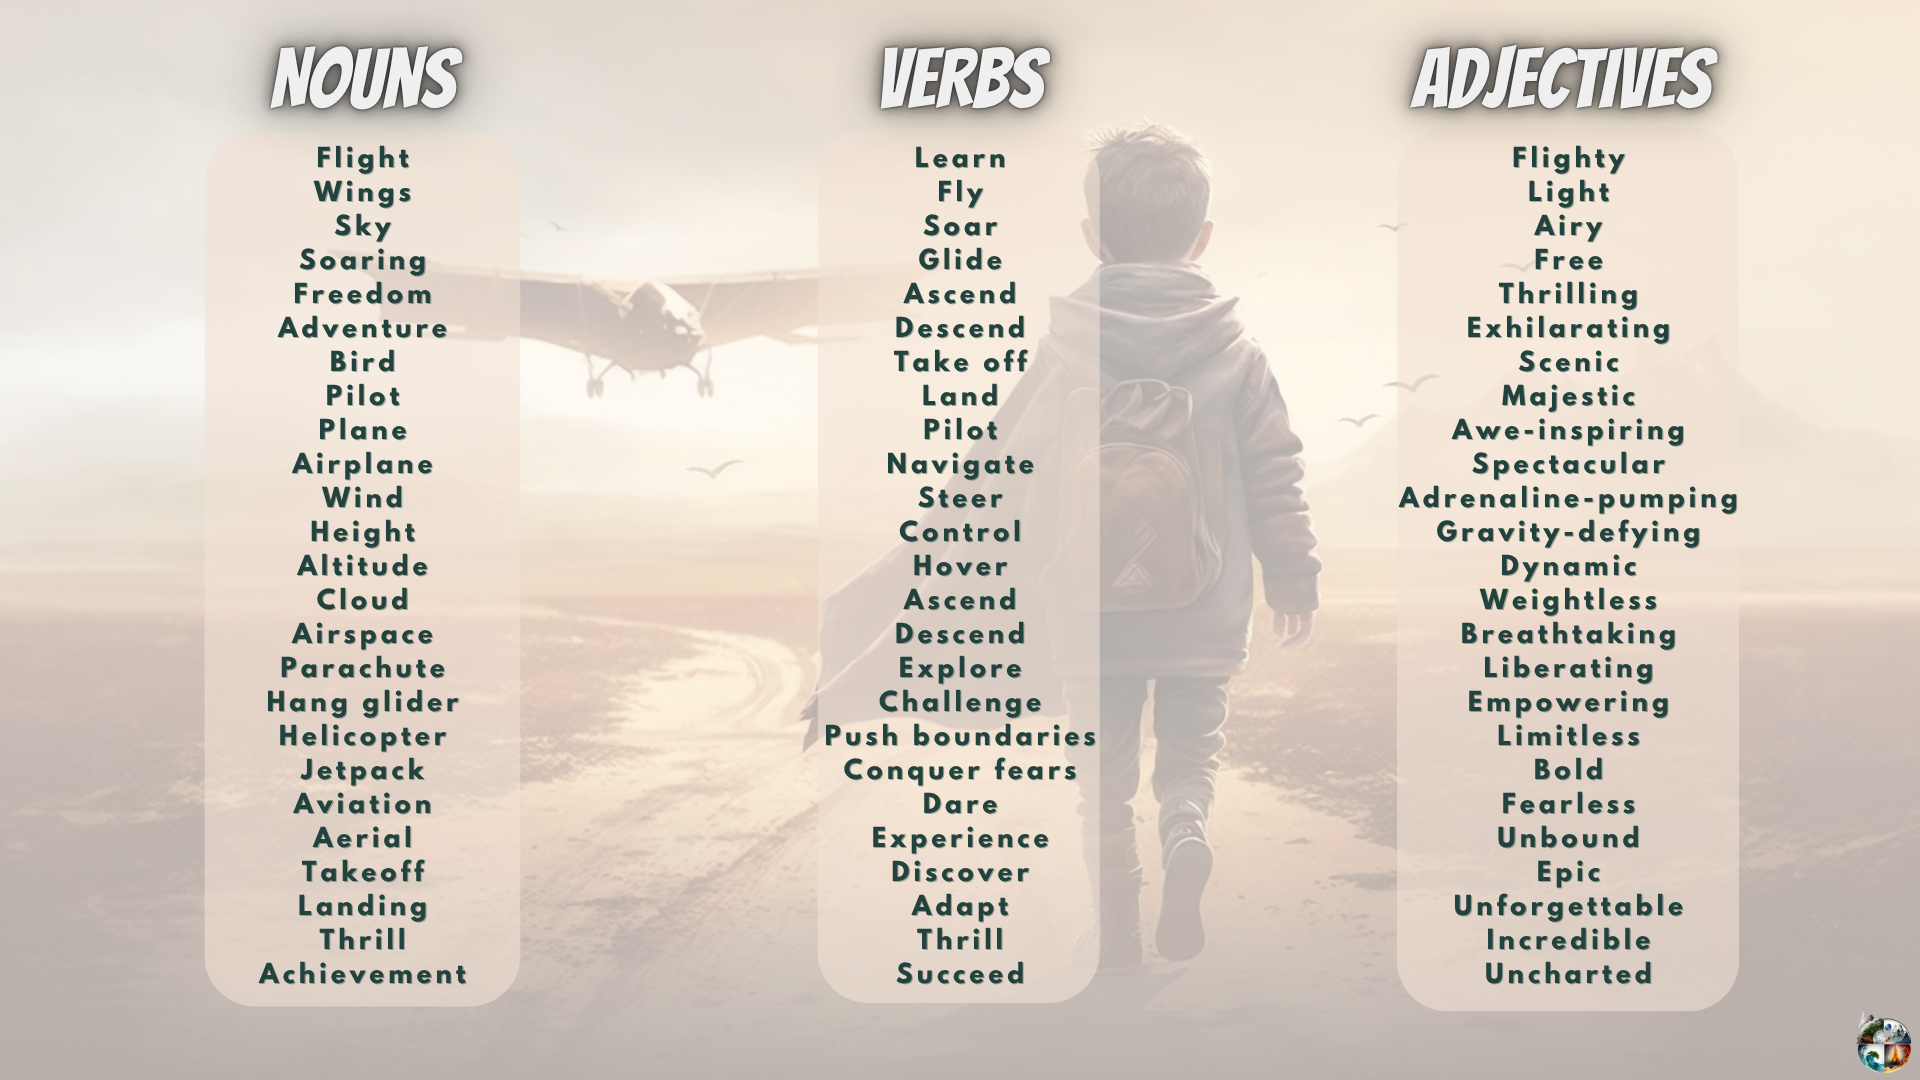 NOUNS
Flight
Wings
Sky
Soaring
Freedom
Adventure
Bird
Pilot
Plane
Airplane
Wind
Height
Altitude
Cloud
Airspace
Parachute
Hang glider
Helicopter
Jetpack
Aviation
Aerial
Takeoff
Landing
Thrill
Achievement
VERBS
Learn
Fly
Soar
Glide
Ascend
Descend
Take off
Land
Pilot
Navigate
Steer
Control
Hover
Ascend
Descend
Explore
Challenge
Push boundaries
Conquer fears
Dare
Experience
Discover
Adapt
Thrill
Succeed
ADJECTIVES
Flighty
Light
Airy
Free
Thrilling
Exhilarating
Scenic
Majestic
Awe-inspiring
Spectacular
Adrenaline-pumping
Gravity-defying
Dynamic
Weightless
Breathtaking
Liberating
Empowering
Limitless
Bold
Fearless
Unbound
Epic
Unforgettable
Incredible
Uncharted